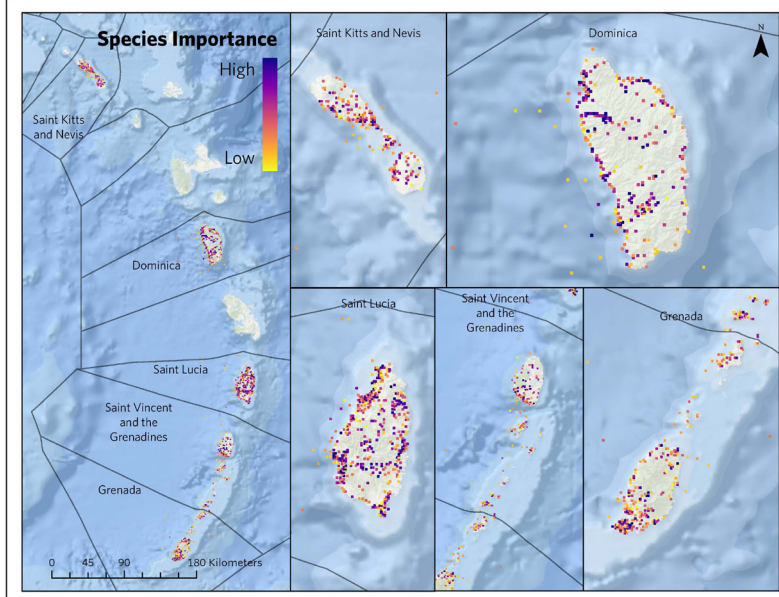 Species Importance
High
Low
Saint Kitts
and Nevis
Dominica
Saint Lucia
Saint Vincent
and the
Grenadines
Grenada
0 45 90 180 Kilometers
Saint Kitts and Nevis
Dominica
N
Saint Lucia
Saint Vincent
and the
Grenadines
Grenada